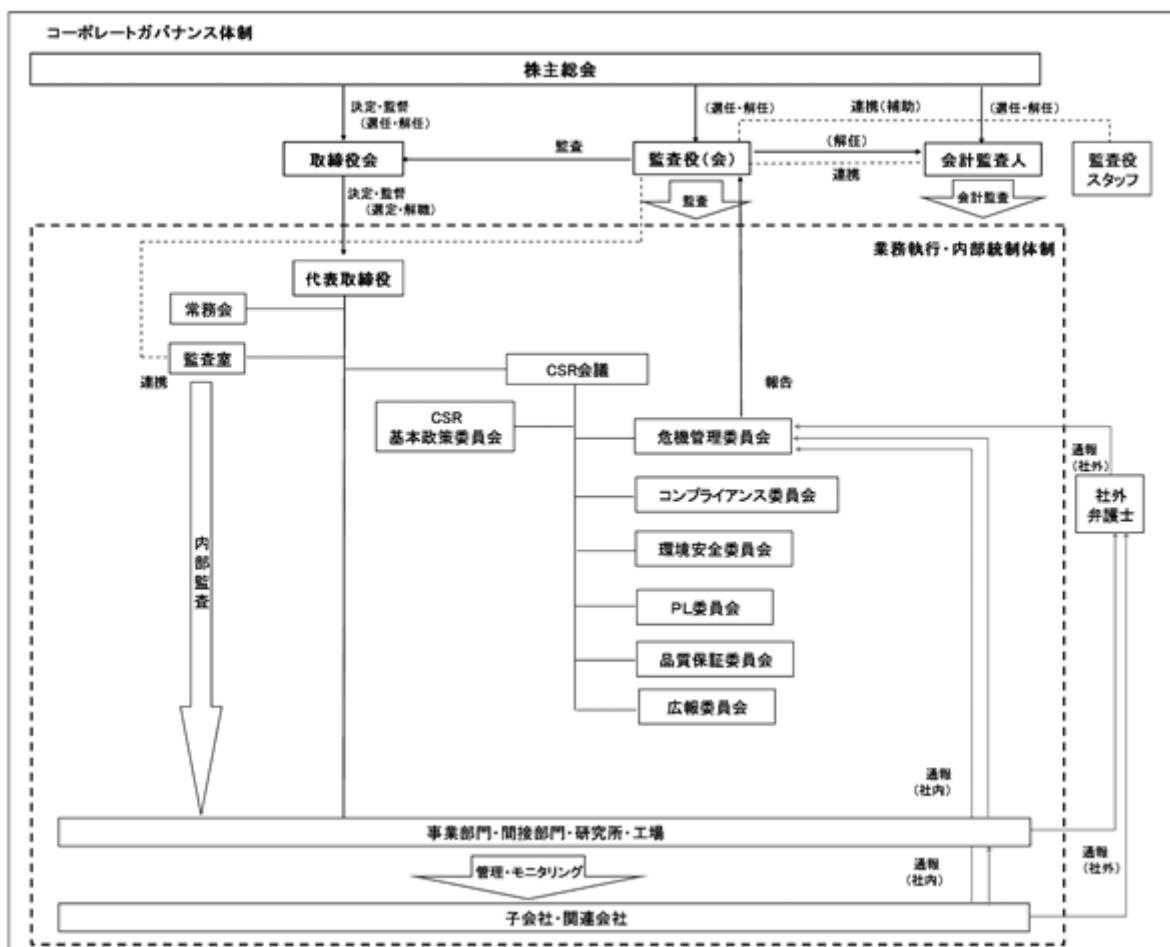 コーポレートガバナンス体制
株主総会
決定・監督
（選任・解任）
（選任・解任）
連携（補助）
（選任・解任）
取締役会
監査
監査役（会）
（解任）
連携
会計監査人
監査役
スタッフ
決定・監督
（選定・解職）
監査
会計監査
業務執行・内部統制体制
代表取締役
常務会
監査室
連携
CSR会議
報告
CSR
基本政策委員会
危機管理委員会
通報
（社外）
コンプライアンス委員会
社外
弁護士
環境安全委員会
内部監査
PL委員会
品質保証委員会
広報委員会
通報
（社内）
事業部門・間接部門・研究所・工場
通報
（社内）
通報
（社外）
管理・モニタリング
子会社・関連会社